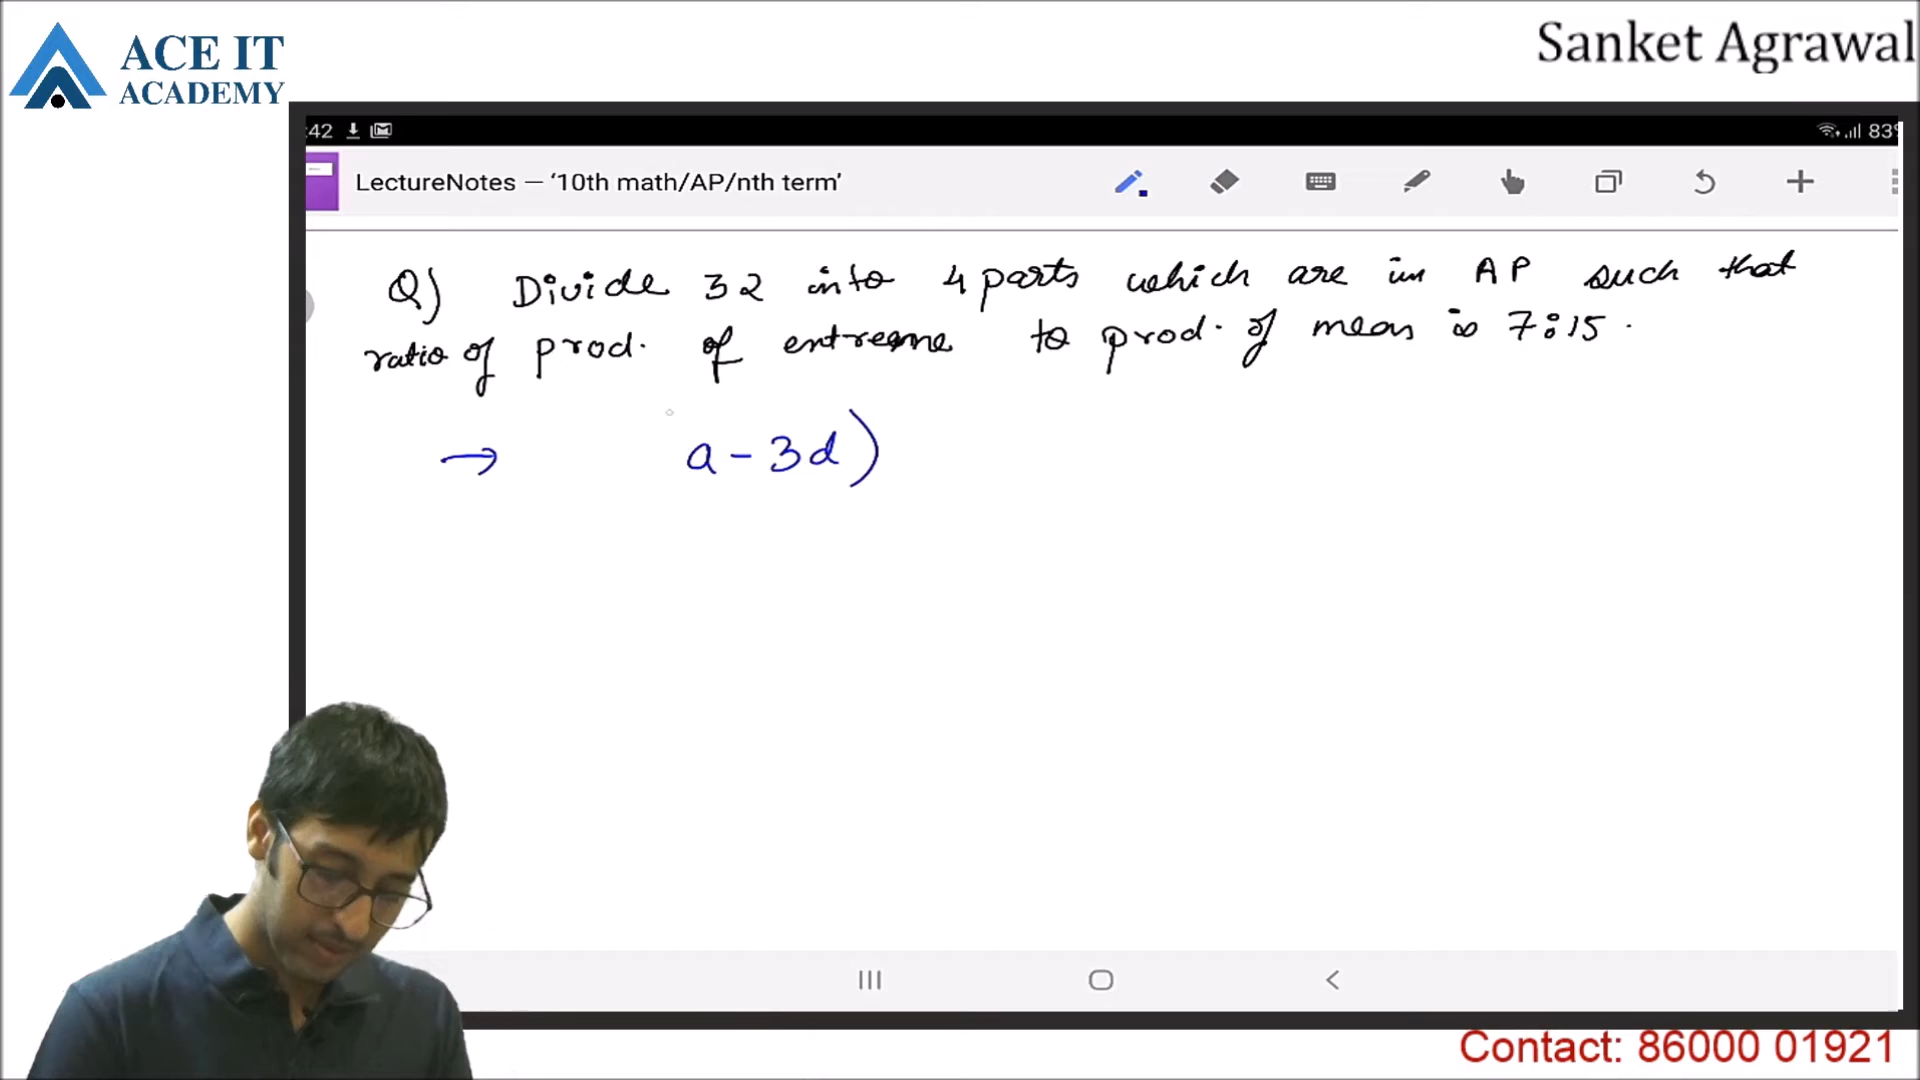 ACE IT
ACADEMY
Sanket Agrawal
:42
83%
LectureNotes – ‘10th math/AP/nth term’
Q) Divide 32 into 4 parts which are in AP such that
ratio of prod. of extreme to prod. of mean is 7:15.
→ a - 3d)
Contact: 86000 01921